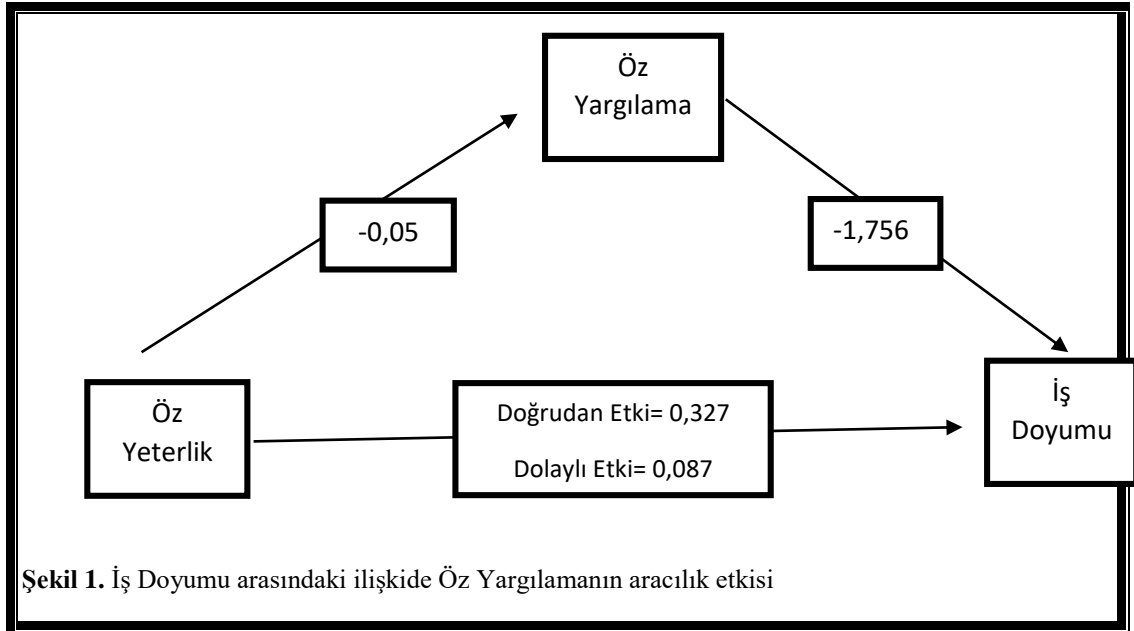 Öz
Yargılama
-0,05
-1,756
Öz
Yeterlik
Doğrudan Etki= 0,327
Dolaylı Etki= 0,087
İş
Doyumu
Şekil 1. İş Doyumu arasındaki ilişkide Öz Yargılamanın aracılık etkisi